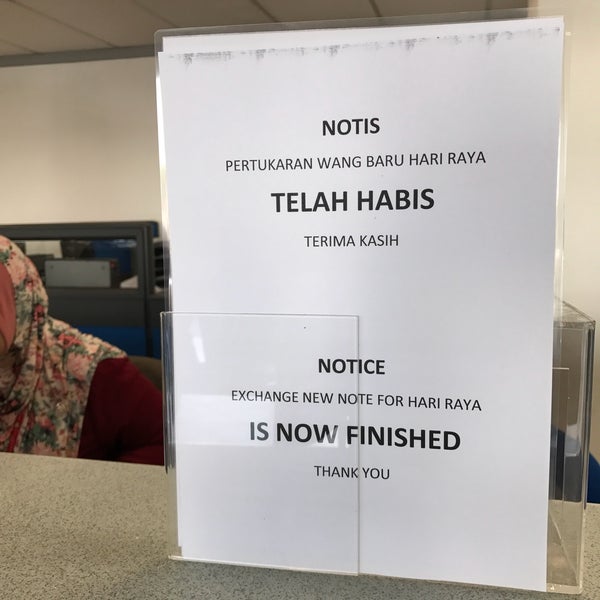 NOTIS
PERTUKARAN WANG BARU HARI RAYA
TELAH HABIS
TERIMA KASIH
NOTICE
EXCHANGE NEW NOTE FOR HARI RAYA
IS NOW FINISHED
THANK YOU